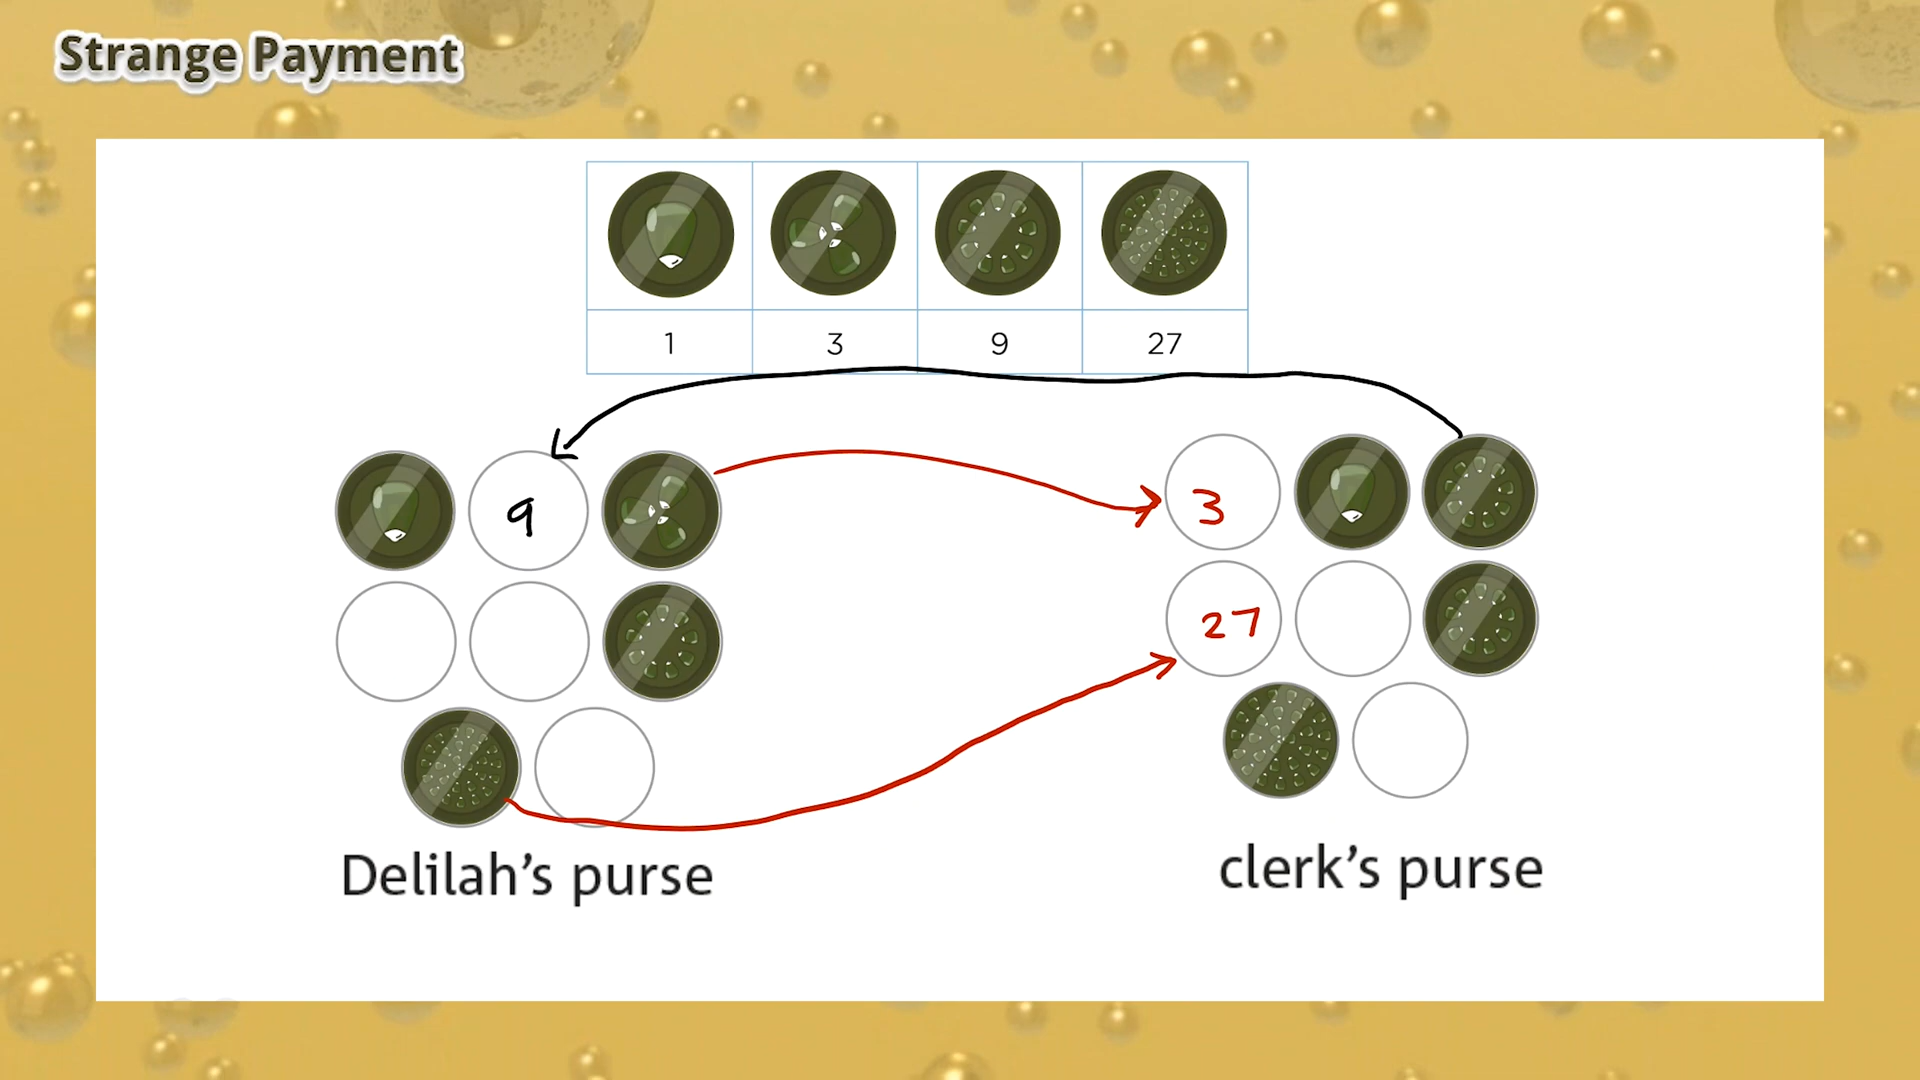 Strange Payment
1 3 9 27
9
3
27
Delilah's purse
clerk's purse